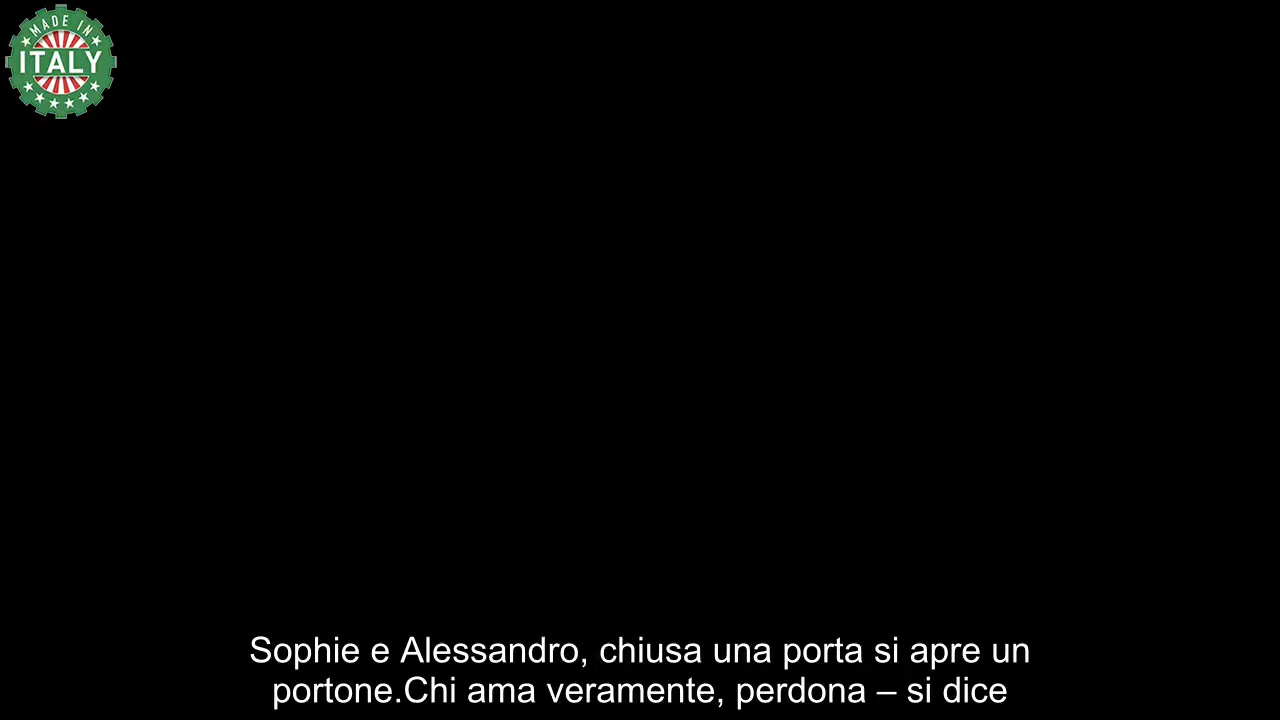 MADE IN
ITALY
Sophie e Alessandro, chiusa una porta si apre un
portone.Chi ama veramente, perdona – si dice